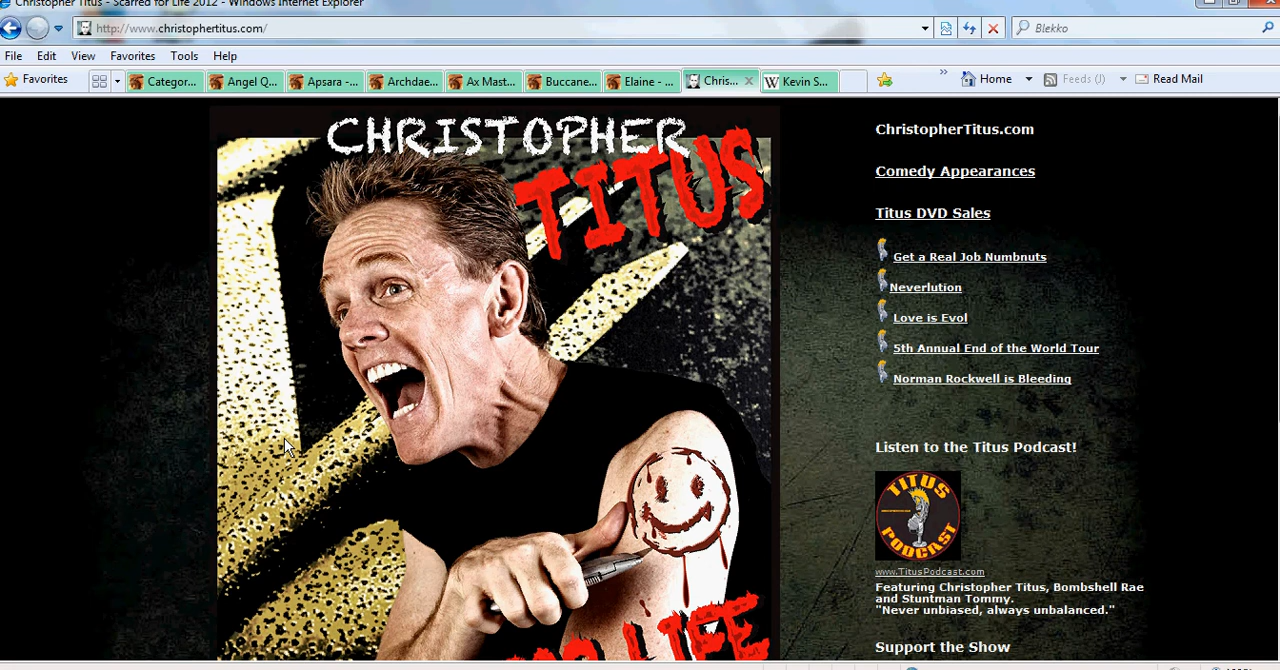 Christopher Titus - Scarred for Life 2012 - Windows Internet Explorer
http://www.christophertitus.com/
Blekko
File Edit View Favorites Tools Help
Favorites Categor... Angel Q... Apsara -... Archdae... Ax Mast... Buccane... Elaine - ... Chris... Kevin S... Home Feeds (J) Read Mail
CHRISTOPHER
TITUS
LIFE
ChristopherTitus.com
Comedy Appearances
Titus DVD Sales
Get a Real Job Numbnuts
Neverlution
Love is Evol
5th Annual End of the World Tour
Norman Rockwell is Bleeding
Listen to the Titus Podcast!
TITUS
PODCAST
www.TitusPodcast.com
Featuring Christopher Titus, Bombshell Rae
and Stuntman Tommy.
"Never unbiased, always unbalanced."
Support the Show